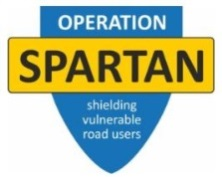 OPERATION
SPARTAN
shielding
vulnerable
road users